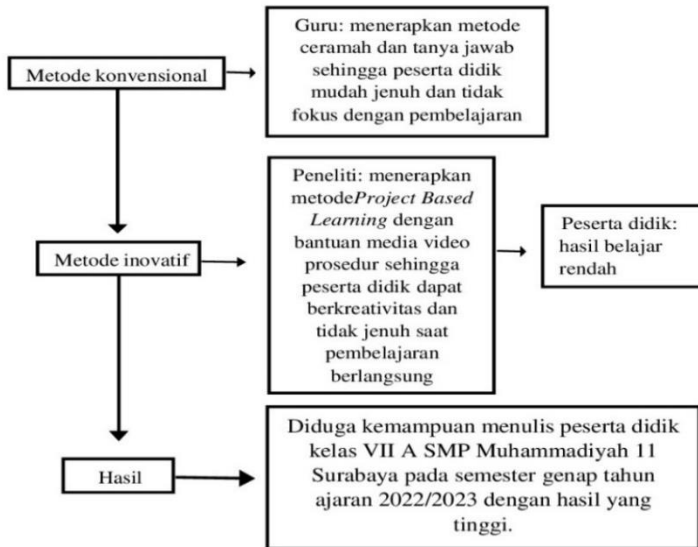 Metode konvensional
Guru: menerapkan metode
ceramah dan tanya jawab
sehingga peserta didik
mudah jenuh dan tidak
fokus dengan pembelajaran
Metode inovatif
Peneliti: menerapkan
metodeProject Based
Learning dengan
bantuan media video
prosedur sehingga
peserta didik dapat
berkreativitas dan
tidak jenuh saat
pembelajaran
berlangsung
Peserta didik:
hasil belajar
rendah
Hasil
Diduga kemampuan menulis peserta didik
kelas VII A SMP Muhammadiyah 11
Surabaya pada semester genap tahun
ajaran 2022/2023 dengan hasil yang
tinggi.